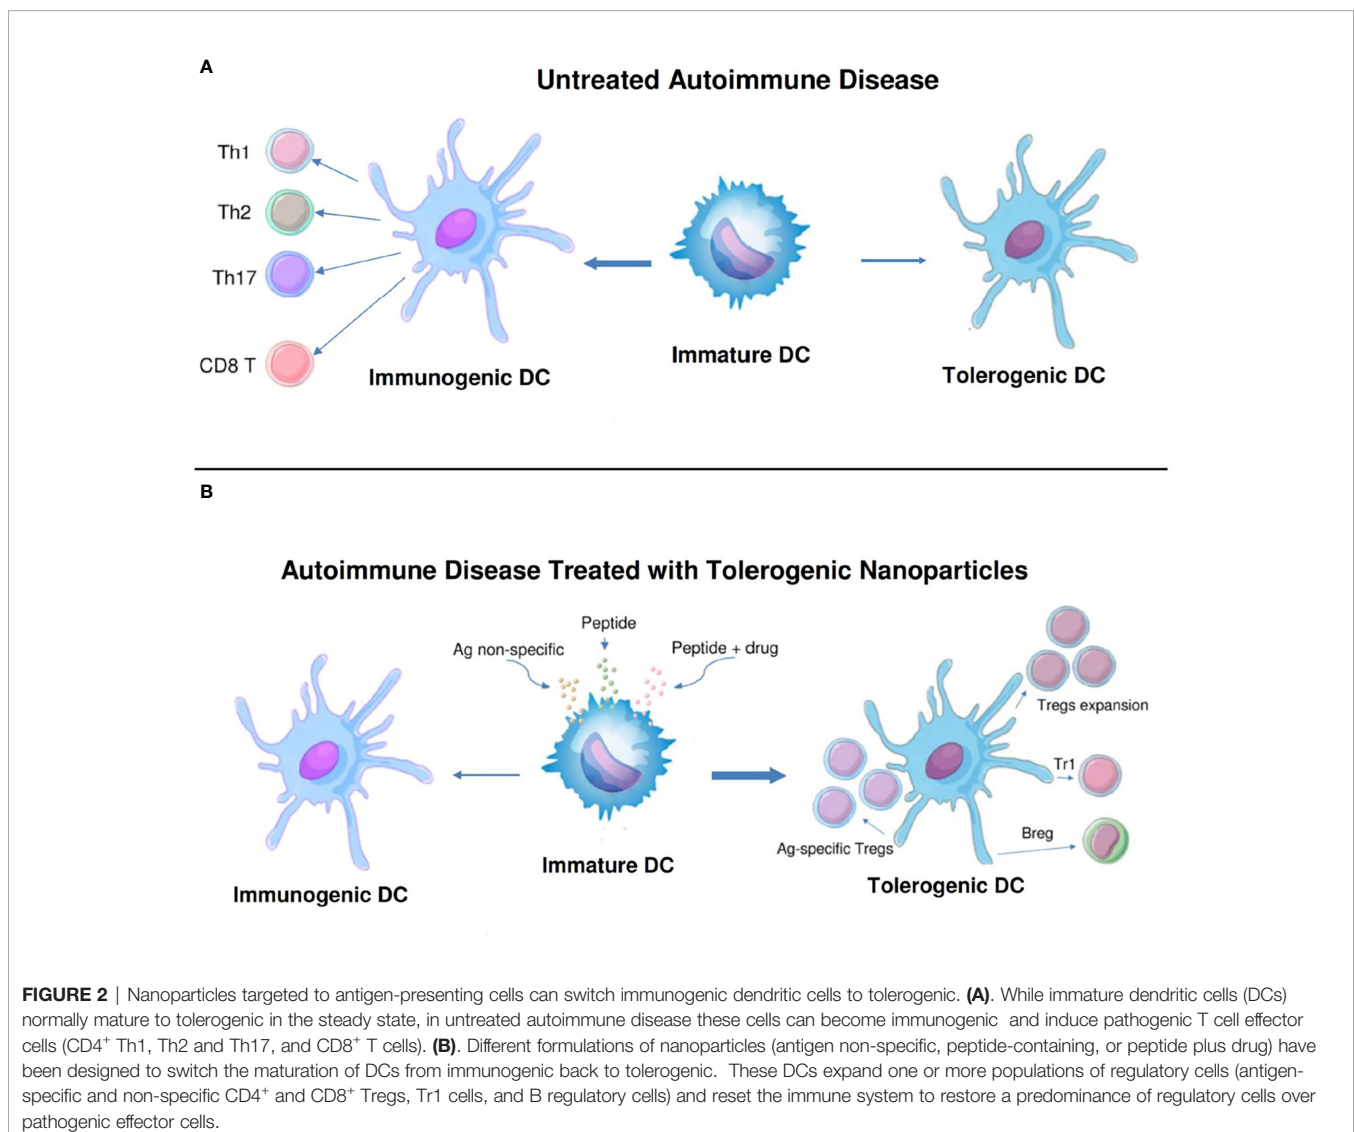 A
Untreated Autoimmune Disease
Th1
Th2
Th17
CD8 T
Immunogenic DC
Immature DC
Tolerogenic DC
B
Autoimmune Disease Treated with Tolerogenic Nanoparticles
Peptide
Ag non-specific
Peptide + drug
Tregs expansion
Tr1
Breg
Ag-specific Tregs
Immunogenic DC
Immature DC
Tolerogenic DC
FIGURE 2 | Nanoparticles targeted to antigen-presenting cells can switch immunogenic dendritic cells to tolerogenic. (A). While immature dendritic cells (DCs)
normally mature to tolerogenic in the steady state, in untreated autoimmune disease these cells can become immunogenic and induce pathogenic T cell effector
cells (CD4⁺ Th1, Th2 and Th17, and CD8⁺ T cells). (B). Different formulations of nanoparticles (antigen non-specific, peptide-containing, or peptide plus drug) have
been designed to switch the maturation of DCs from immunogenic back to tolerogenic. These DCs expand one or more populations of regulatory cells (antigen-
specific and non-specific CD4⁺ and CD8⁺ Tregs, Tr1 cells, and B regulatory cells) and reset the immune system to restore a predominance of regulatory cells over
pathogenic effector cells.